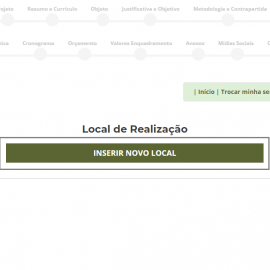 Resumo e Currículo Objeto Justificativa e Objetivo Metodologia e Contrapartida
Cronograma Orçamento Valores Enquadramento Anexos Mídias Sociais
| Início | Trocar minha se
Local de Realização
INSERIR NOVO LOCAL